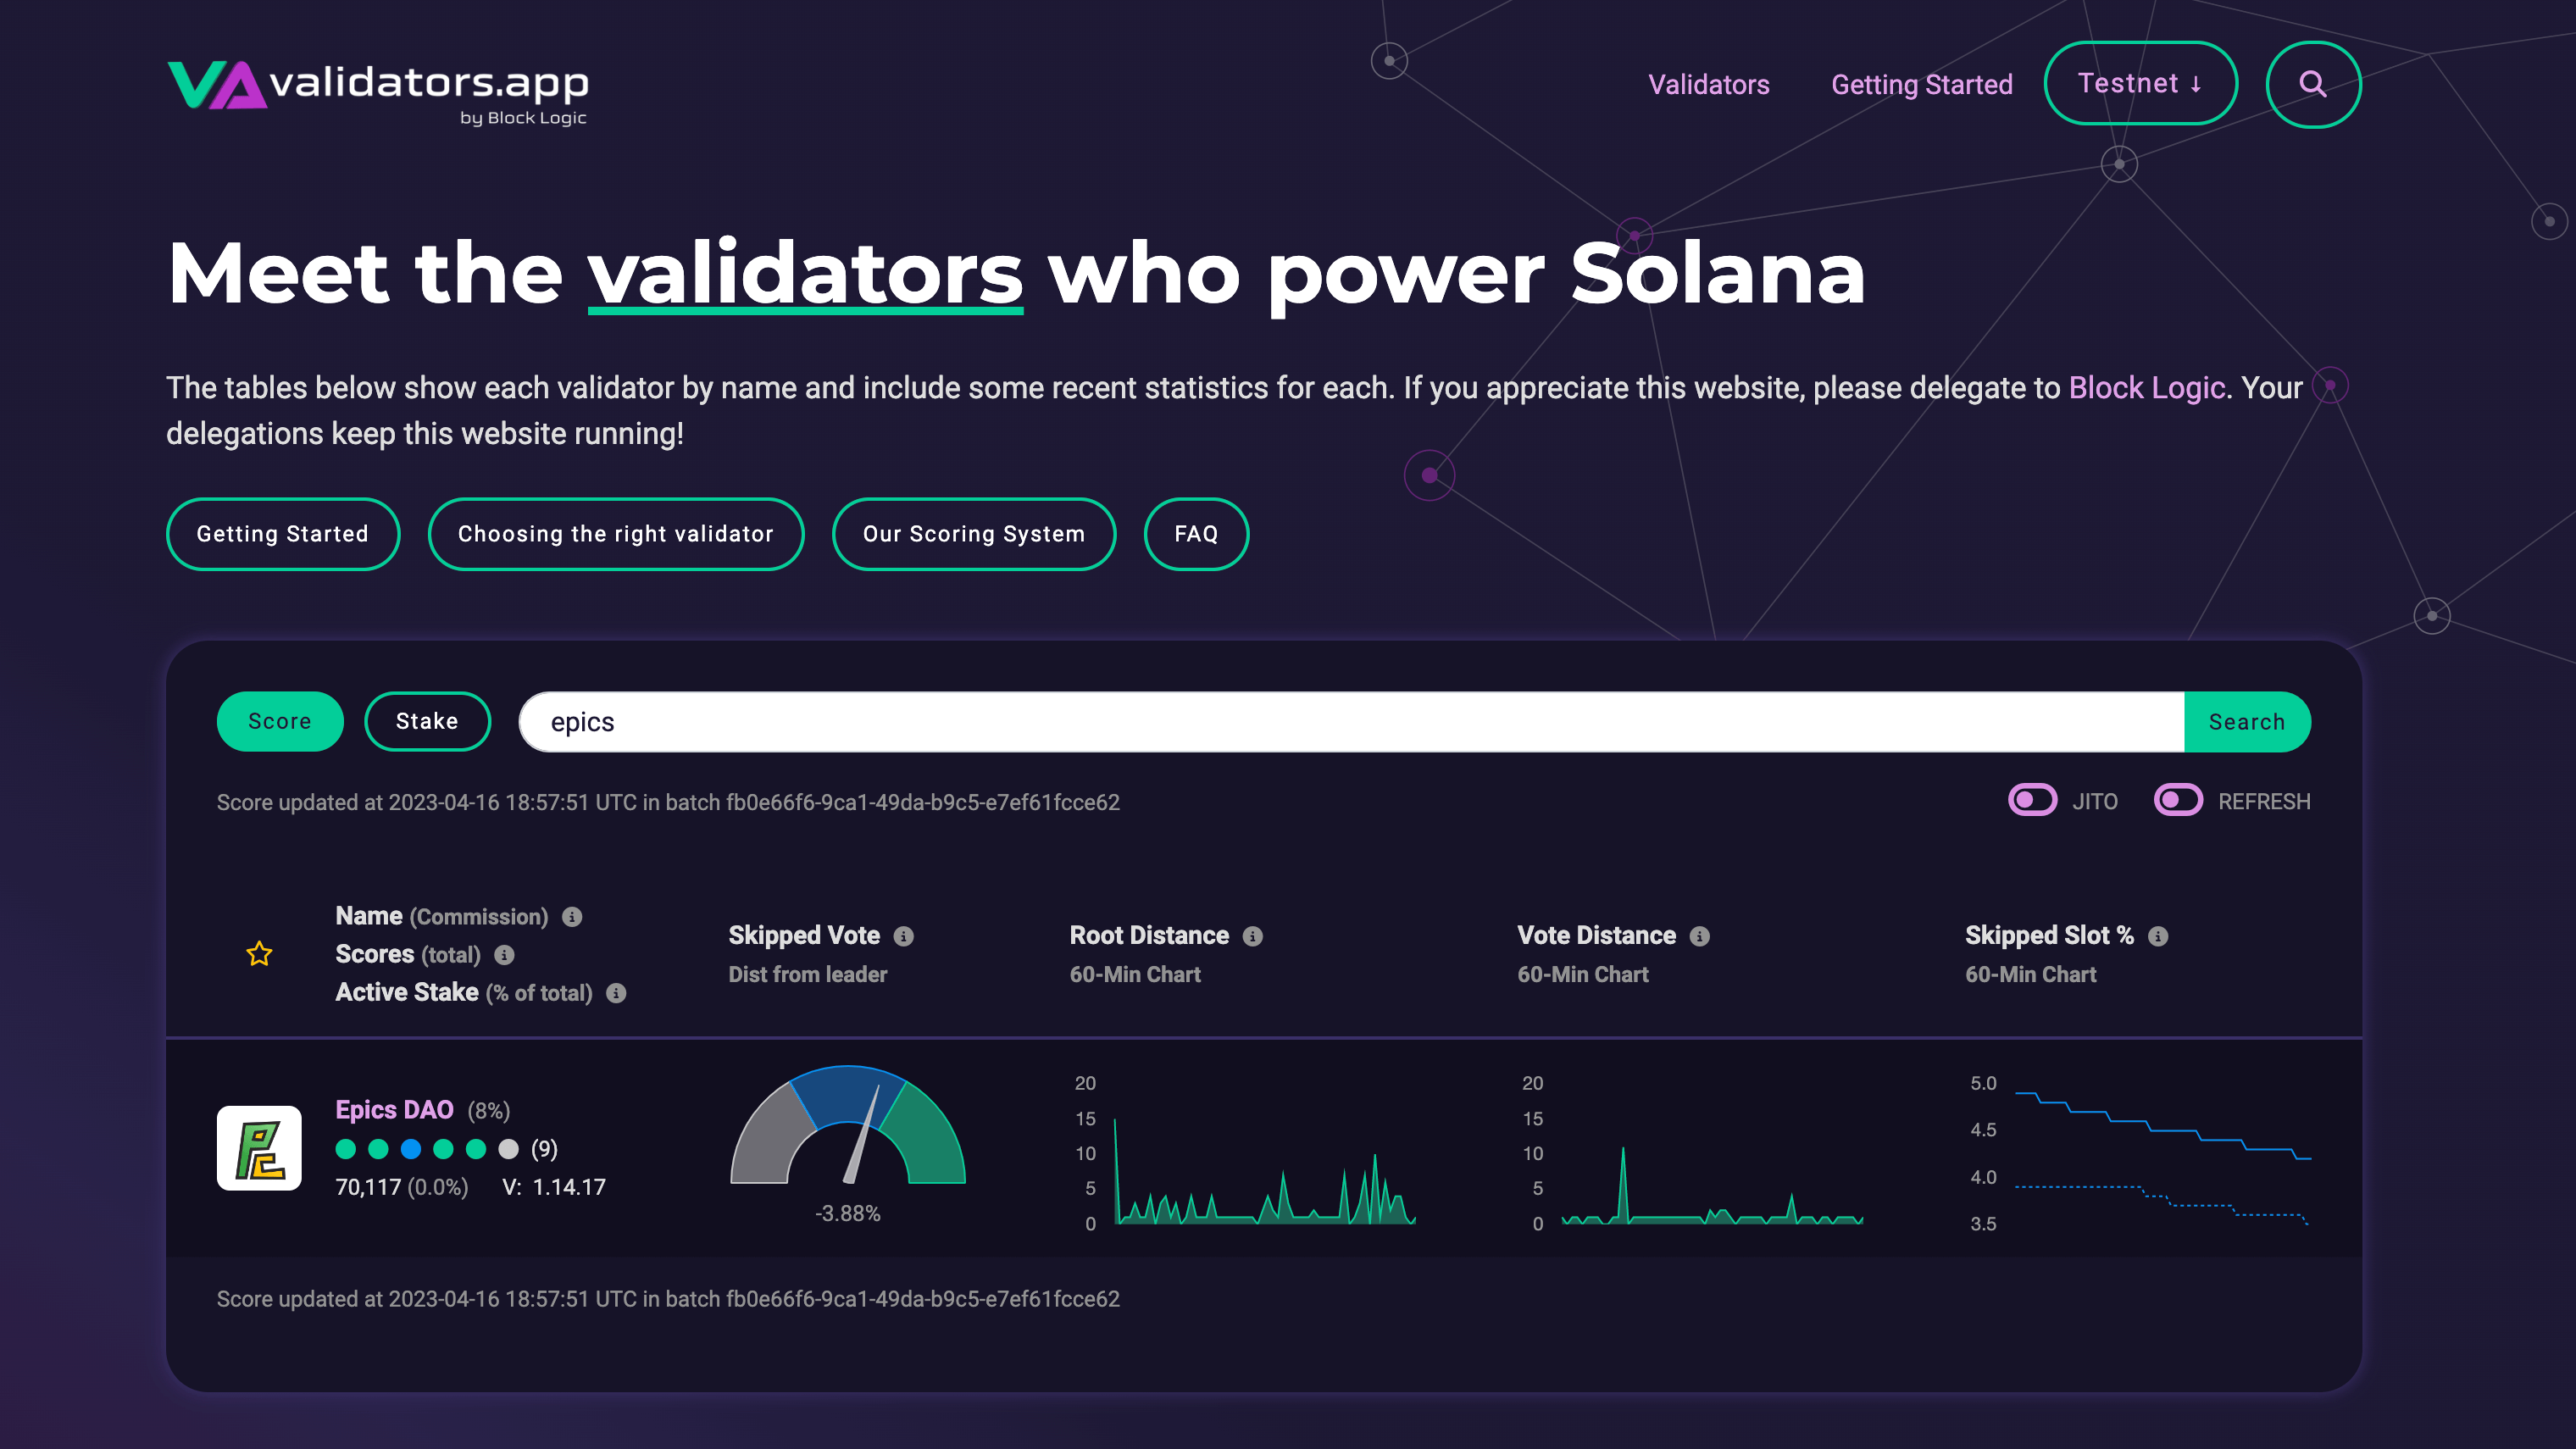 VA validators.app
by Block Logic
Validators
Getting Started
Testnet ↓
Meet the validators who power Solana
The tables below show each validator by name and include some recent statistics for each. If you appreciate this website, please delegate to Block Logic. Your
delegations keep this website running!
Getting Started
Choosing the right validator
Our Scoring System
FAQ
Score
Stake
epics
Search
Score updated at 2023-04-16 18:57:51 UTC in batch fb0e66f6-9ca1-49da-b9c5-e7ef61fcce62
JITO
REFRESH
Name (Commission)
Scores (total)
Active Stake (% of total)
Skipped Vote
Dist from leader
Root Distance
60-Min Chart
Vote Distance
60-Min Chart
Skipped Slot %
60-Min Chart
Epics DAO (8%)
(9)
70,117 (0.0%) V: 1.14.17
-3.88%
20
15
10
5
0
20
15
10
5
0
5.0
4.5
4.0
3.5
Score updated at 2023-04-16 18:57:51 UTC in batch fb0e66f6-9ca1-49da-b9c5-e7ef61fcce62